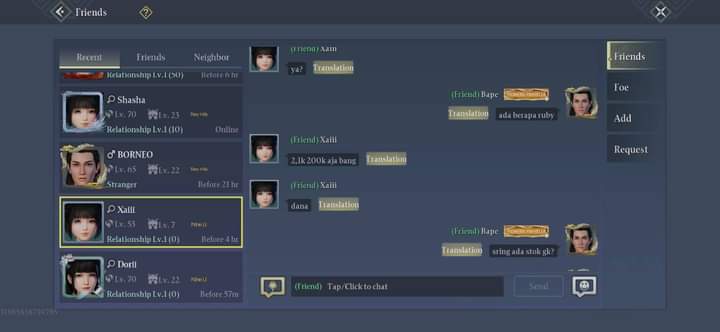 Friends
?
Recent
Friends
Neighbor
Relationship Lv.1 (50)
Before 6 hr
Shasha
Lv. 70
Lv. 23
Relationship Lv.1 (10)
Online
BORNEO
Lv. 65
Lv. 22
Stranger
Before 21 hr
Xaiii
Lv. 53
Lv. 7
Relationship Lv.1 (0)
Before 4 hr
Dorii
Lv. 70
Lv. 22
Relationship Lv.1 (0)
Before 57m
(Friend) Xaiii
ya?
Translation
(Friend) Bape
Translation
ada berapa ruby
(Friend) Xaiii
2,1k 200k aja bang
Translation
(Friend) Xaiii
dana
Translation
(Friend) Bape
Translation
sring ada stok gk?
(Friend) Tap/Click to chat
Send
Friends
Foe
Add
Request